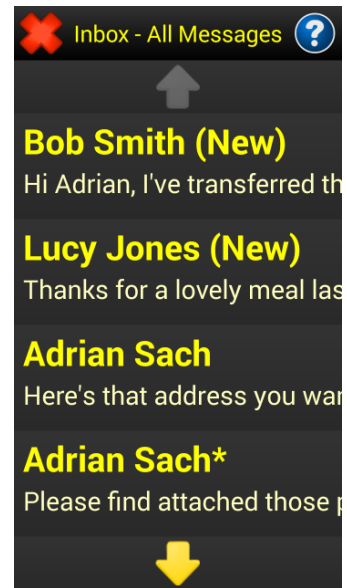 Inbox - All Messages ?
Bob Smith (New)
Hi Adrian, I've transferred th
Lucy Jones (New)
Thanks for a lovely meal las
Adrian Sach
Here's that address you wan
Adrian Sach*
Please find attached those p